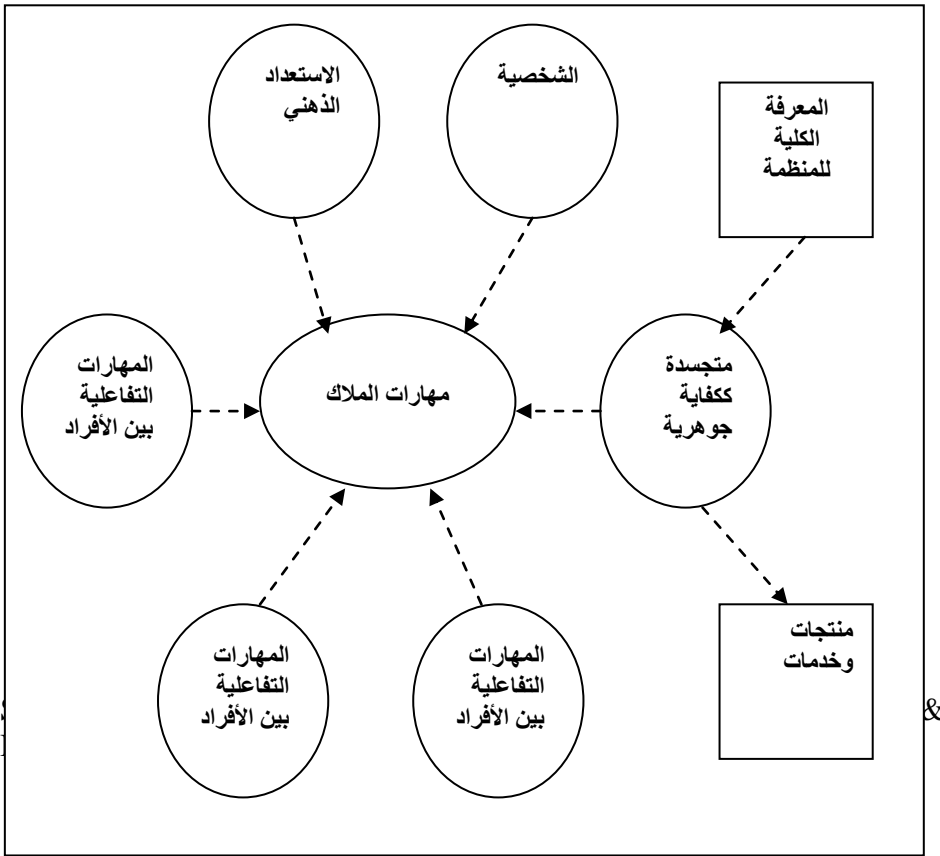 الاستعداد
الذهني
الشخصية
المعرفة
الكلية
للمنظمة
المهارات
التفاعلية
بين الأفراد
مهارات الملاك
متجسدة
ككفاية
جوهرية
المهارات
التفاعلية
بين الأفراد
المهارات
التفاعلية
بين الأفراد
منتجات
وخدمات
&